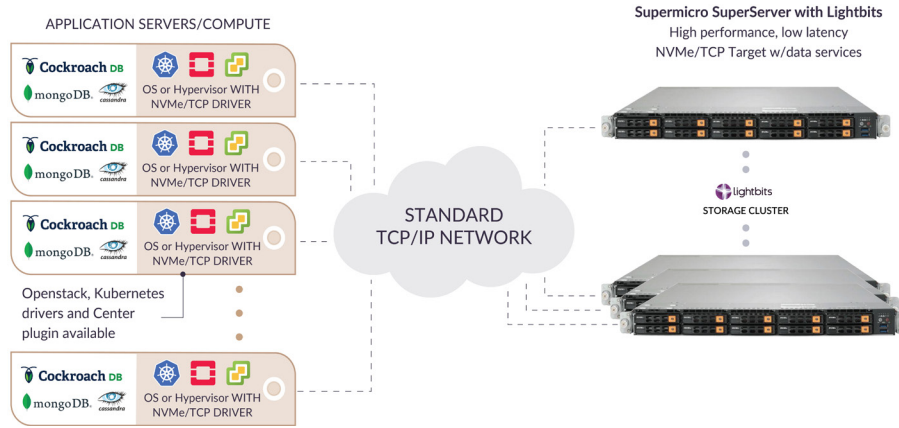 APPLICATION SERVERS/COMPUTE
Cockroach DB
mongoDB.
cassandra
OS or Hypervisor WITH
NVMe/TCP DRIVER
Cockroach DB
mongoDB.
cassandra
OS or Hypervisor WITH
NVMe/TCP DRIVER
Cockroach DB
mongoDB.
cassandra
OS or Hypervisor WITH
NVMe/TCP DRIVER
Openstack, Kubernetes
drivers and Center
plugin available
Cockroach DB
mongoDB.
cassandra
OS or Hypervisor WITH
NVMe/TCP DRIVER
STANDARD
TCP/IP NETWORK
Supermicro SuperServer with Lightbits
High performance, low latency
NVMe/TCP Target w/data services
lightbits
STORAGE CLUSTER